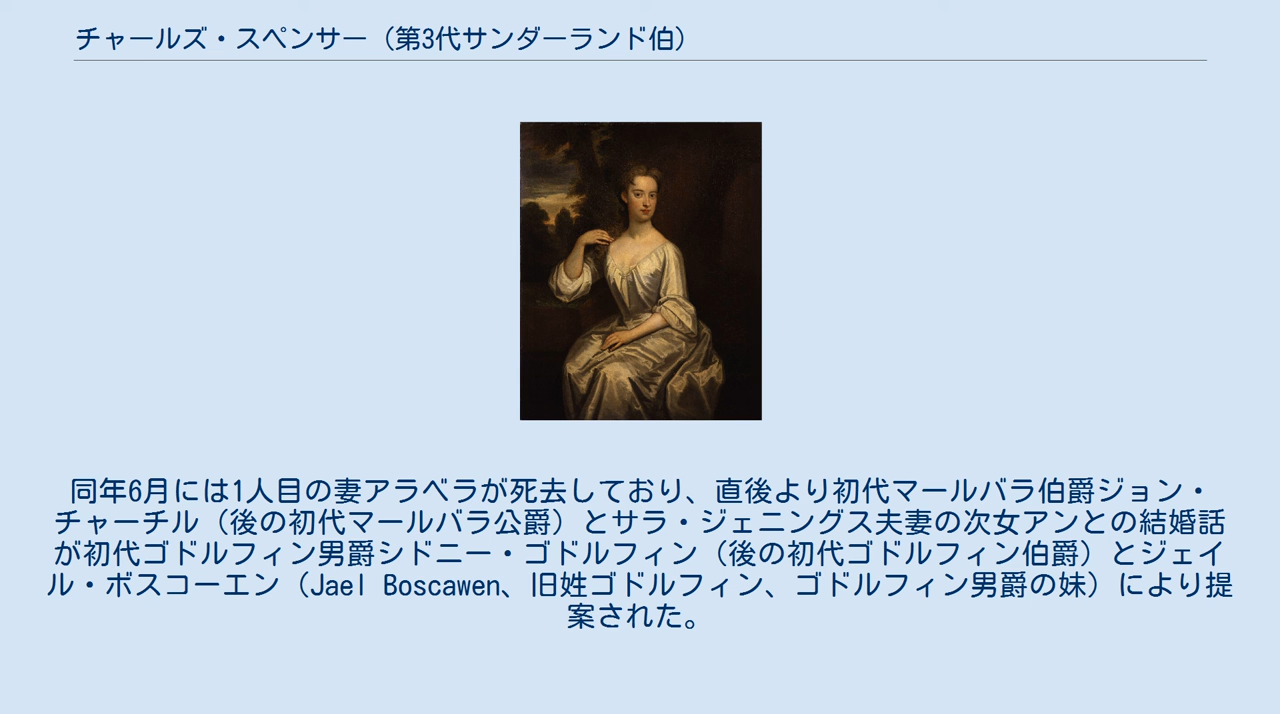 チャールズ・スペンサー（第3代サンダーランド伯）
同年6月には1人目の妻アラベラが死去しており、直後より初代マールバラ伯爵ジョン・
チャーチル（後の初代マールバラ公爵）とサラ・ジェニングス夫妻の次女アンとの結婚話
が初代ゴドルフィン男爵シドニー・ゴドルフィン（後の初代ゴドルフィン伯爵）とジェイ
ル・ボスコーエン（Jael Boscawen、旧姓ゴドルフィン、ゴドルフィン男爵の妹）により提
案された。